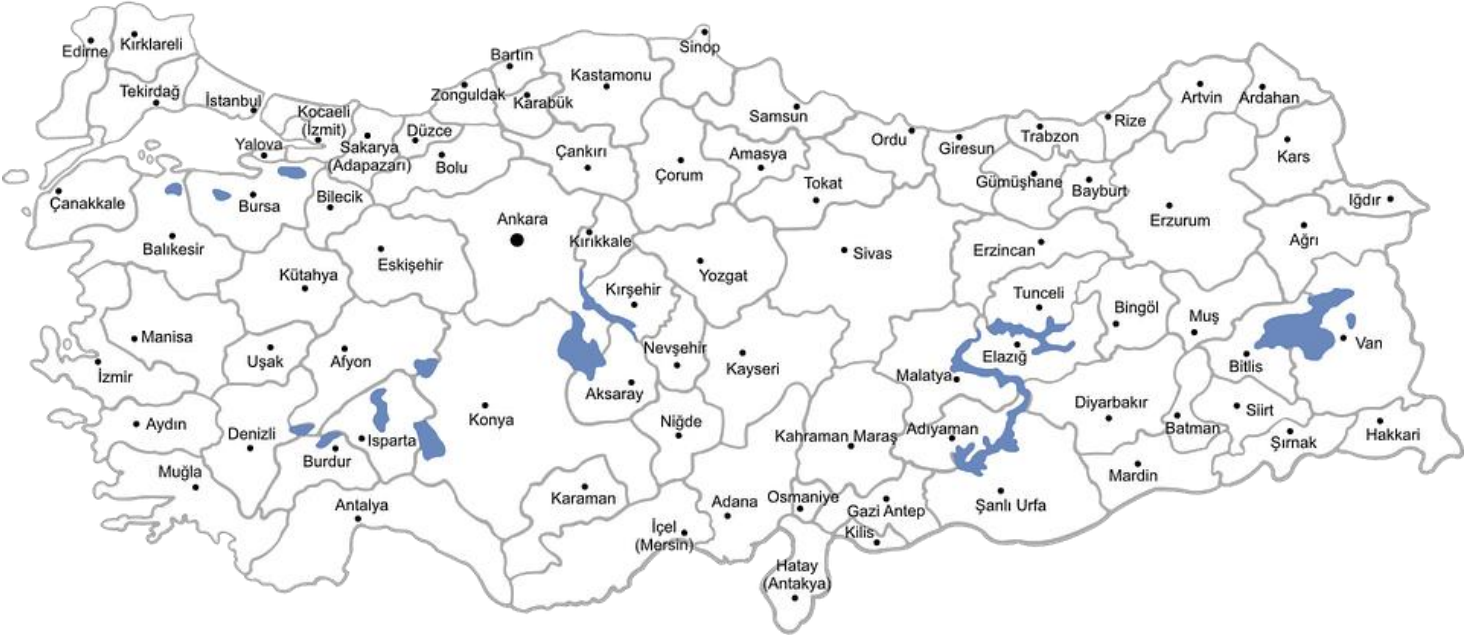 Edirne
Kırklareli
Tekirdağ
İstanbul
Kocaeli
(İzmit)
Yalova
Sakarya
(Adapazarı)
Düzce
Bolu
Zonguldak
Bartın
Karabük
Kastamonu
Sinop
Çankırı
Samsun
Çorum
Amasya
Tokat
Ordu
Giresun
Trabzon
Gümüşhane
Bayburt
Rize
Artvin
Ardahan
Kars
Iğdır
Ağrı
Erzurum
Erzincan
Çanakkale
Balıkesir
Bursa
Bilecik
Kütahya
Eskişehir
Ankara
Kırıkkale
Kırşehir
Yozgat
Sivas
Tunceli
Bingöl
Muş
Van
Bitlis
Manisa
İzmir
Uşak
Afyon
Konya
Nevşehir
Aksaray
Kayseri
Malatya
Elazığ
Diyarbakır
Batman
Siirt
Şırnak
Hakkari
Aydın
Denizli
Muğla
Burdur
Isparta
Antalya
Niğde
Karaman
İçel
(Mersin)
Adana
Kahraman Maraş
Osmaniye
Adıyaman
Gazi Antep
Kilis
Hatay
(Antakya)
Şanlı Urfa
Mardin